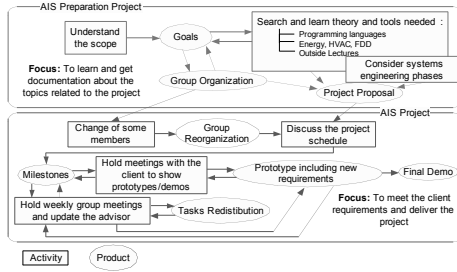 AIS Preparation Project
Understand
the scope
Goals
Search and learn theory and tools needed :
Programming languages
Energy, HVAC, FDD
Outside Lectures
Consider systems
engineering phases
Focus: To learn and get
documentation about the
topics related to the project
Group Organization
Project Proposal
AIS Project
Change of some
members
Group
Reorganization
Discuss the project
schedule
Milestones
Hold meetings with the
client to show
prototypes/demos
Prototype including new
requirements
Final Demo
Hold weekly group meetings
and update the advisor
Tasks Redistibution
Focus: To meet the client
requirements and deliver the
project
Activity
Product